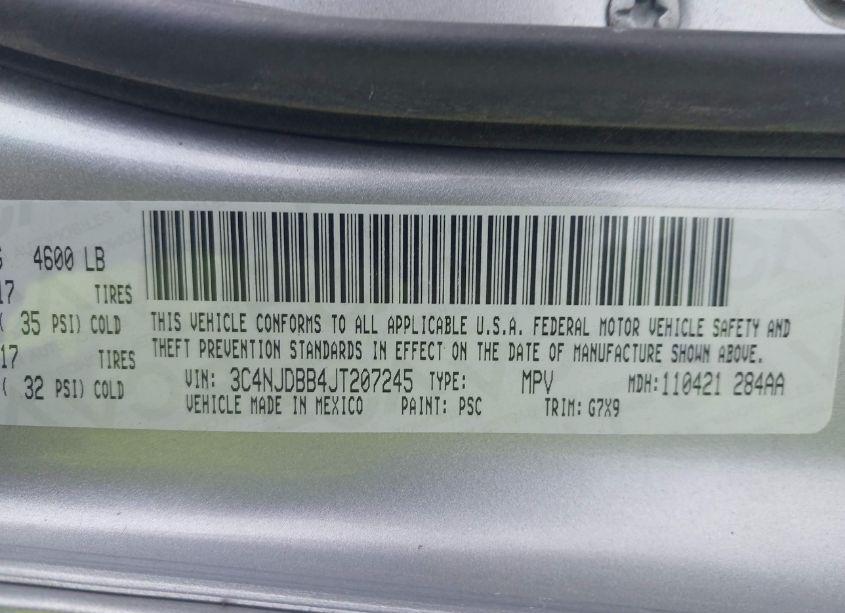 G 4600 LB
17 TIRES
( 35 PSI) COLD
17 TIRES
( 32 PSI) COLD
THIS VEHICLE CONFORMS TO ALL APPLICABLE U.S.A. FEDERAL MOTOR VEHICLE SAFETY AND
THEFT PREVENTION STANDARDS IN EFFECT ON THE DATE OF MANUFACTURE SHOWN ABOVE.
VIN: 3C4NJDBB4JT207245 TYPE: MPV MDH:110421 284AA
VEHICLE MADE IN MEXICO PAINT: PSC TRIM: G7X9